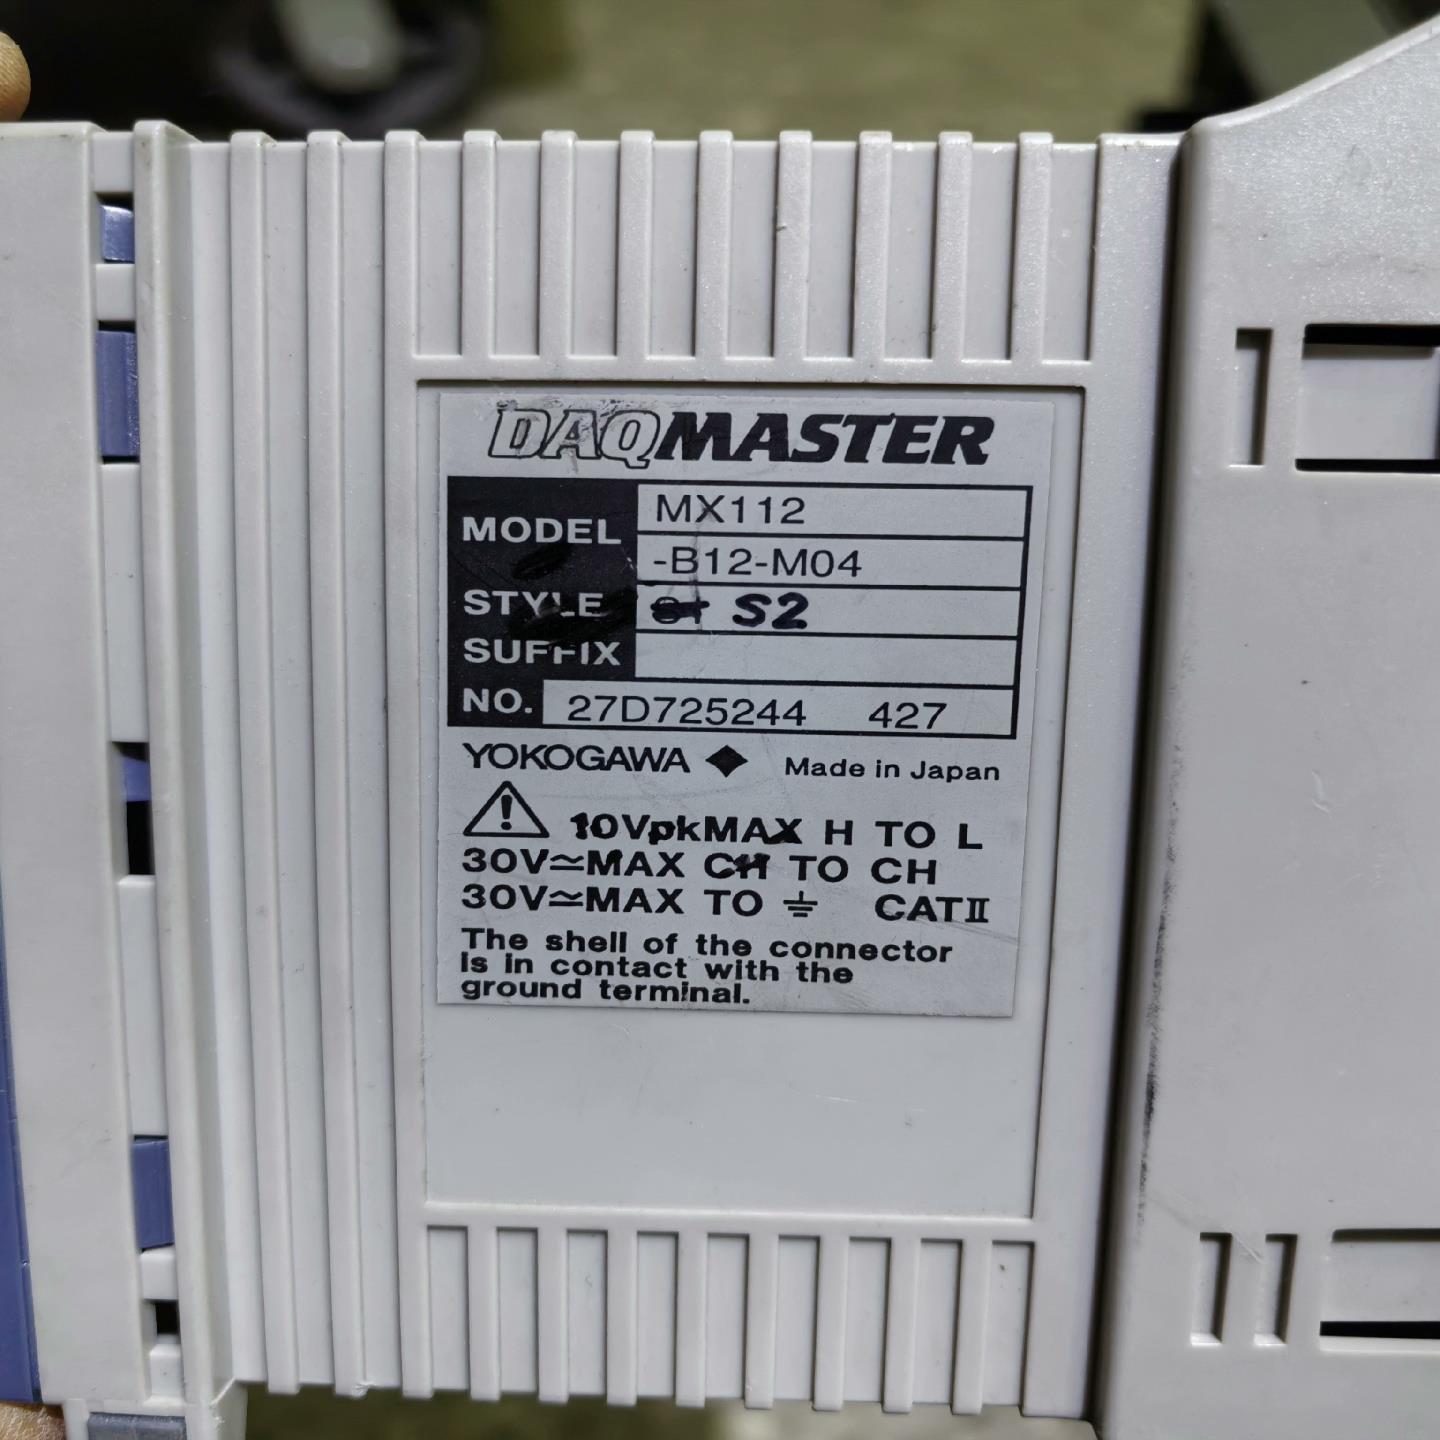 DAQMASTER
MODEL MX112
-B12-M04
STYLE S1 S2
SUFFIX
NO. 27D725244 427
YOKOGAWA Made in Japan
10VpkMAX H TO L
30V≃MAX CH TO CH
30V≃MAX TO ⏚ CATII
The shell of the connector
is in contact with the
ground terminal.